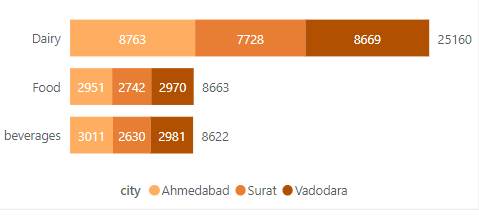 Dairy 8763 7728 8669 25160
Food 2951 2742 2970 8663
beverages 3011 2630 2981 8622
city Ahmedabad Surat Vadodara